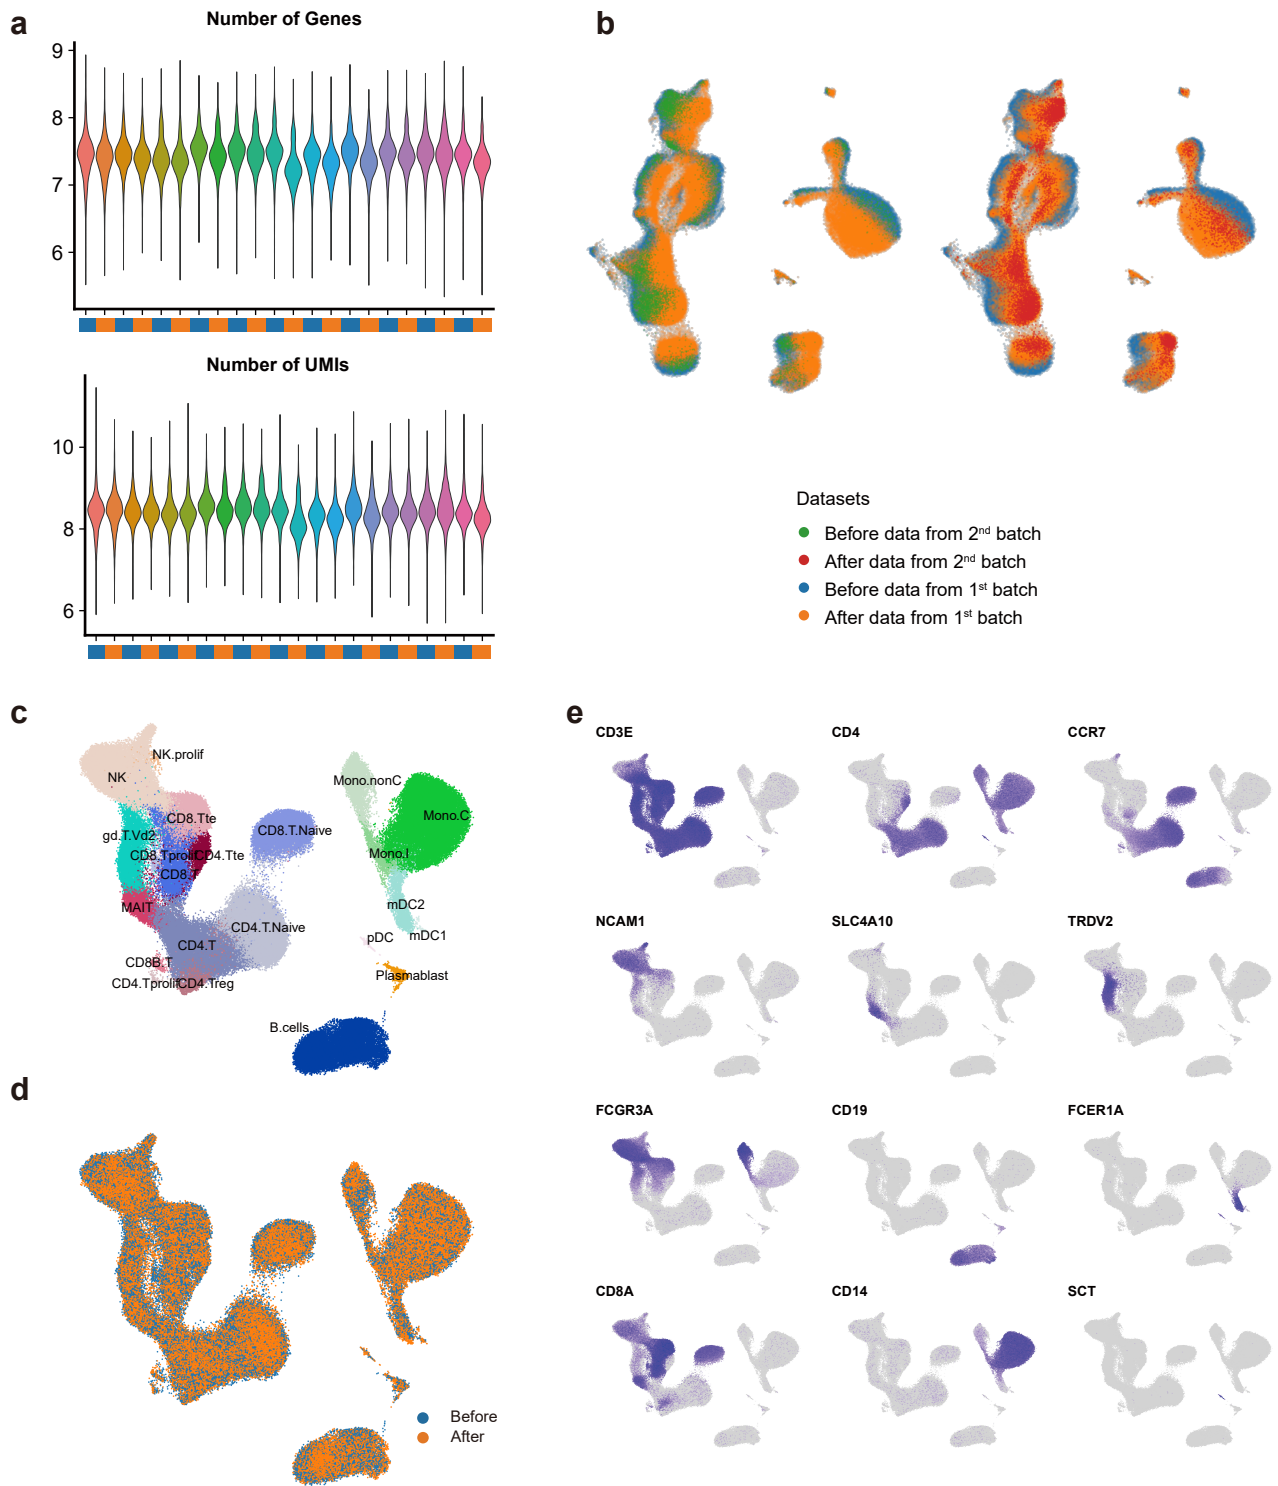 a
Number of Genes
9
8
7
6
Number of UMIs
10
8
6
b
Datasets
Before data from 2nd batch
After data from 2nd batch
Before data from 1st batch
After data from 1st batch
c
NK.prolif
NK
CD8.Tte
gd.T.Vd2
CD8.Tprolif
CD4.Tte
CD8.T
MAIT
CD4.T
CD4.T.Naive
CD8B.T
CD4.Tprolif
CD4.Treg
CD8.T.Naive
Mono.nonC
Mono.C
Mono.I
mDC2
mDC1
pDC
Plasmablast
B.cells
d
Before
After
e
CD3E
CD4
CCR7
NCAM1
SLC4A10
TRDV2
FCGR3A
CD19
FCER1A
CD8A
CD14
SCT